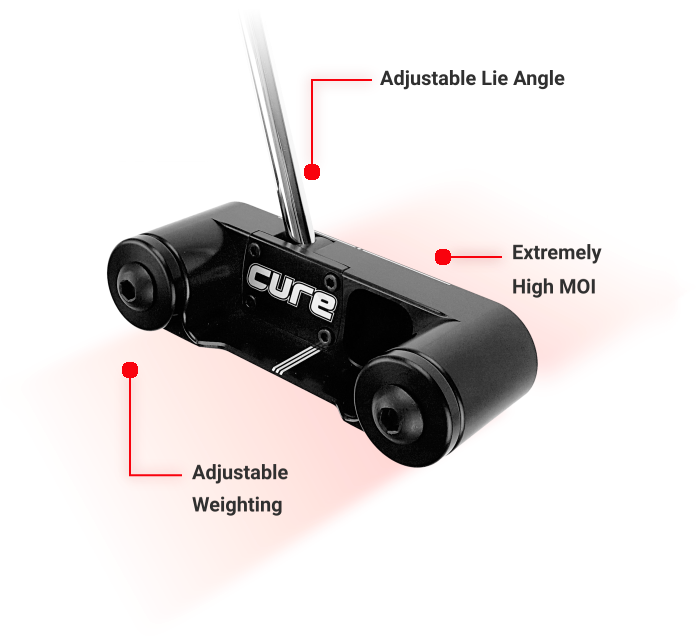 Adjustable Lie Angle
Extremely
High MOI
cure
Adjustable
Weighting